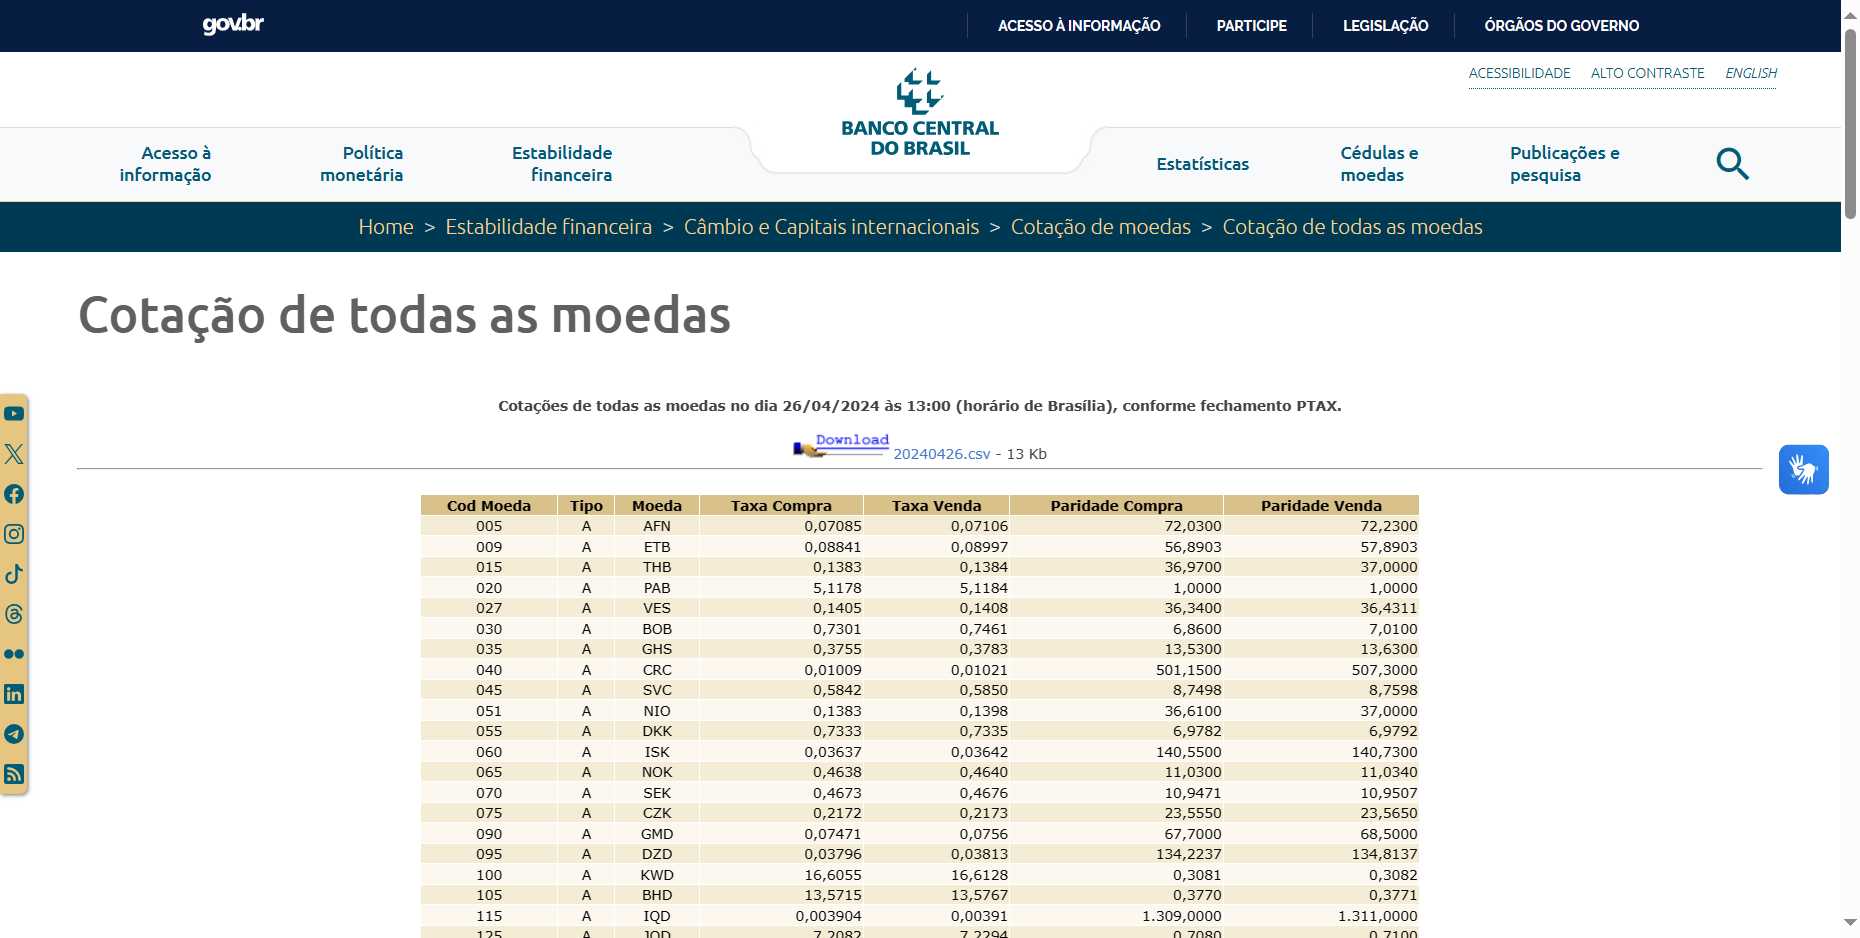 govbr
ACESSO À INFORMAÇÃO PARTICIPE LEGISLAÇÃO ÓRGÃOS DO GOVERNO
ACESSIBILIDADE ALTO CONTRASTE ENGLISH
BANCO CENTRAL
DO BRASIL
Acesso à
informação
Política
monetária
Estabilidade
financeira
Estatísticas
Cédulas e
moedas
Publicações e
pesquisa
Home > Estabilidade financeira > Câmbio e Capitais internacionais > Cotação de moedas > Cotação de todas as moedas
Cotação de todas as moedas
Cotações de todas as moedas no dia 26/04/2024 às 13:00 (horário de Brasília), conforme fechamento PTAX.
Download 20240426.csv - 13 Kb
Cod Moeda Tipo Moeda Taxa Compra Taxa Venda Paridade Compra Paridade Venda
005 A AFN 0,07085 0,07106 72,0300 72,2300
009 A ETB 0,08841 0,08997 56,8903 57,8903
015 A THB 0,1383 0,1384 36,9700 37,0000
020 A PAB 5,1178 5,1184 1,0000 1,0000
027 A VES 0,1405 0,1408 36,3400 36,4311
030 A BOB 0,7301 0,7461 6,8600 7,0100
035 A GHS 0,3755 0,3783 13,5300 13,6300
040 A CRC 0,01009 0,01021 501,1500 507,3000
045 A SVC 0,5842 0,5850 8,7498 8,7598
051 A NIO 0,1383 0,1398 36,6100 37,0000
055 A DKK 0,7333 0,7335 6,9782 6,9792
060 A ISK 0,03637 0,03642 140,5500 140,7300
065 A NOK 0,4638 0,4640 11,0300 11,0340
070 A SEK 0,4673 0,4676 10,9471 10,9507
075 A CZK 0,2172 0,2173 23,5550 23,5650
090 A GMD 0,07471 0,0756 67,7000 68,5000
095 A DZD 0,03796 0,03813 134,2237 134,8137
100 A KWD 16,6055 16,6128 0,3081 0,3082
105 A BHD 13,5715 13,5767 0,3770 0,3771
115 A IQD 0,003904 0,00391 1.309,0000 1.311,0000
125 A JOD 7,2082 7,2294 0,7080 0,7100